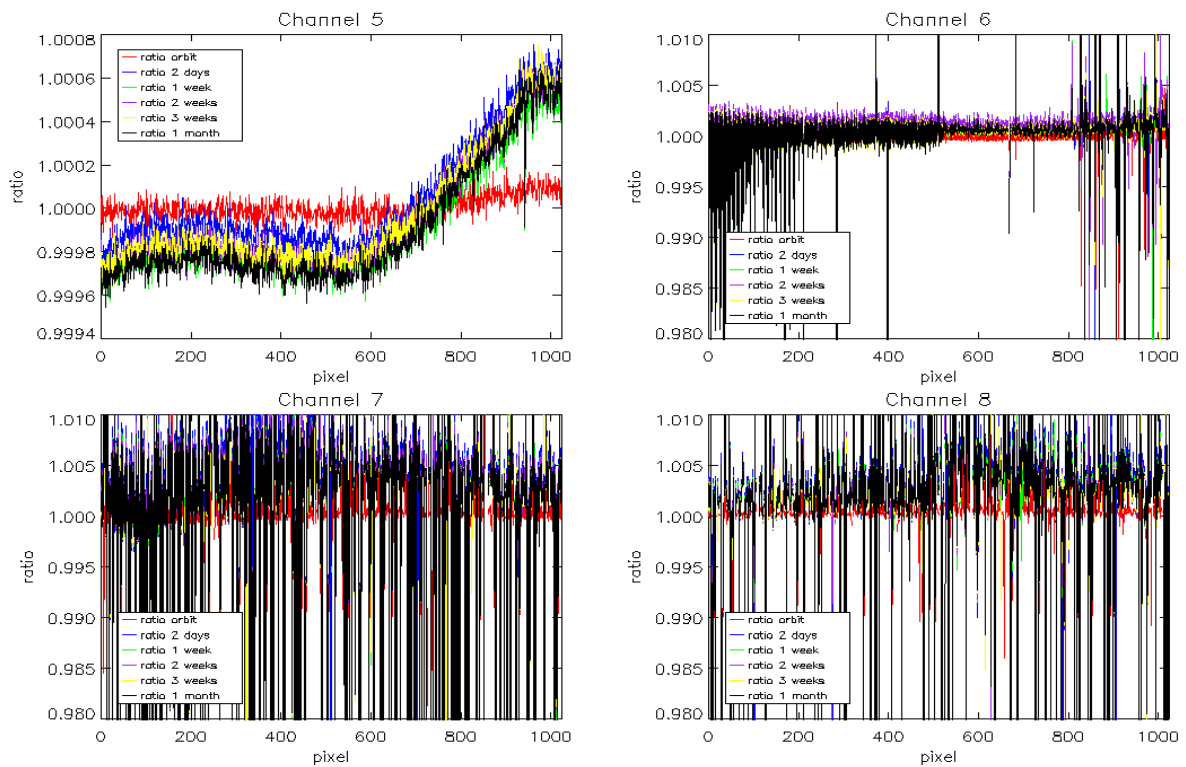 Channel 5
1.0008
1.0006
1.0004
1.0002
1.0000
0.9998
0.9996
0.9994
ratio
ratio orbit
ratio 2 days
ratio 1 week
ratio 2 weeks
ratio 3 weeks
ratio 1 month
0 200 400 600 800 1000
pixel
Channel 6
1.010
1.005
1.000
0.995
0.990
0.985
0.980
ratio
ratio orbit
ratio 2 days
ratio 1 week
ratio 2 weeks
ratio 3 weeks
ratio 1 month
0 200 400 600 800 1000
pixel
Channel 7
1.010
1.005
1.000
0.995
0.990
0.985
0.980
ratio
ratio orbit
ratio 2 days
ratio 1 week
ratio 2 weeks
ratio 3 weeks
ratio 1 month
0 200 400 600 800 1000
pixel
Channel 8
1.010
1.005
1.000
0.995
0.990
0.985
0.980
ratio
ratio orbit
ratio 2 days
ratio 1 week
ratio 2 weeks
ratio 3 weeks
ratio 1 month
0 200 400 600 800 1000
pixel